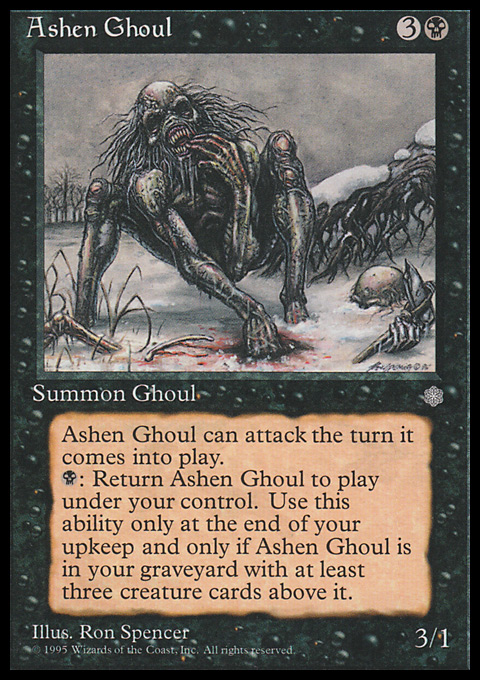 Ashen Ghoul 3
Summon Ghoul
Ashen Ghoul can attack the turn it
comes into play.
: Return Ashen Ghoul to play
under your control. Use this
ability only at the end of your
upkeep and only if Ashen Ghoul is
in your graveyard with at least
three creature cards above it.
Illus. Ron Spencer
3/1
© 1995 Wizards of the Coast, Inc. All rights reserved.